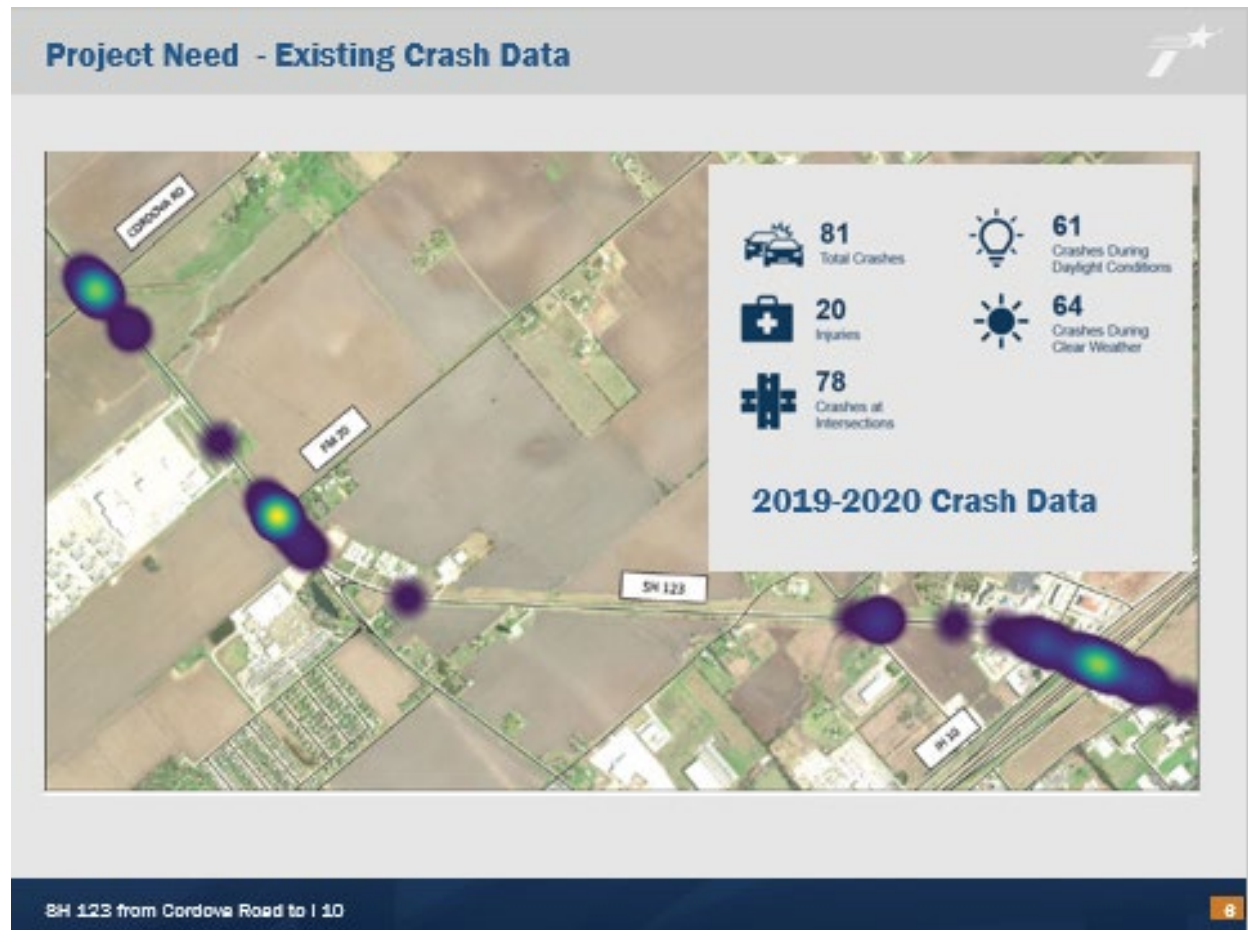 Project Need - Existing Crash Data
CORDOVA RD
81
Total Crashes
61
Crashes During
Daylight Conditions
20
Injuries
64
Crashes During
Clear Weather
78
Crashes at
Intersections
2019-2020 Crash Data
FM 20
SH 123
IH 10
SH 123 from Cordova Road to I 10